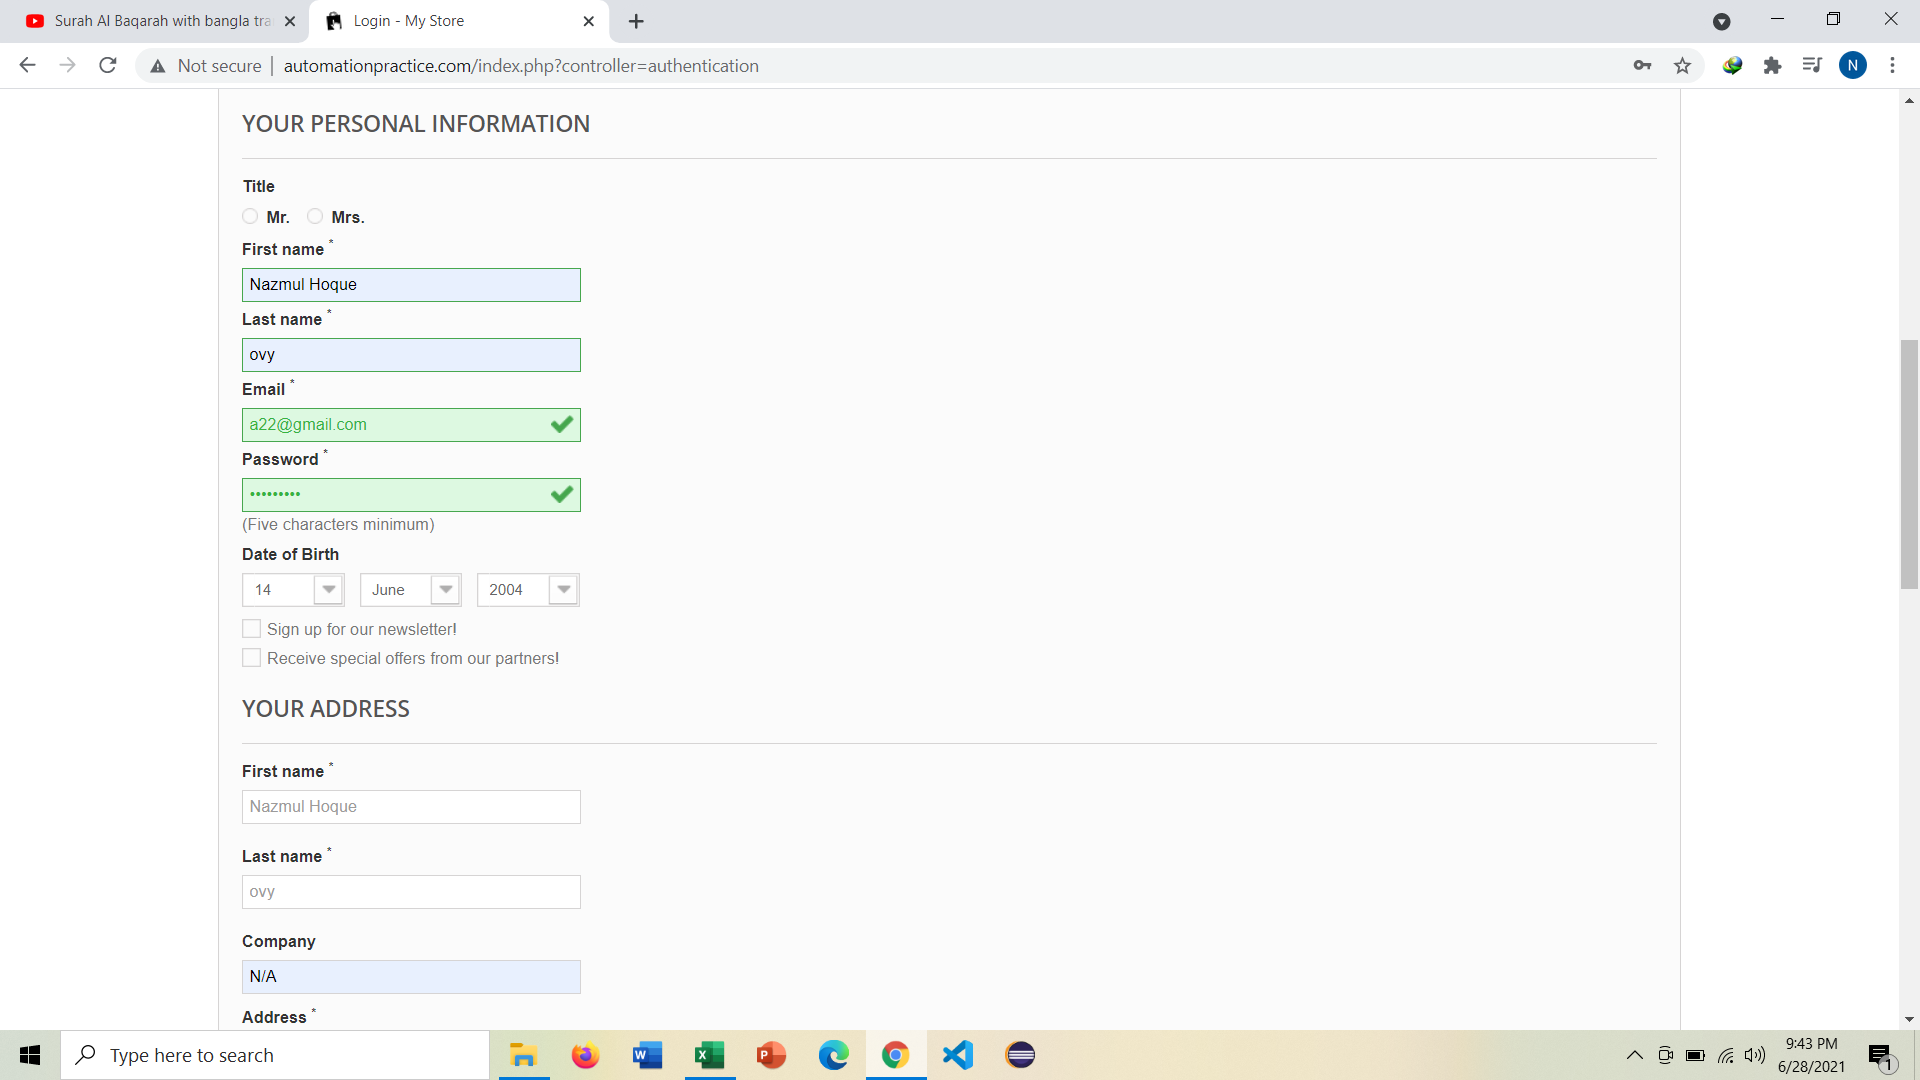 Surah Al Baqarah with bangla tra
Login - My Store
Not secure
automationpractice.com/index.php?controller=authentication
N
YOUR PERSONAL INFORMATION
Title
Mr.
Mrs.
First name *
Nazmul Hoque
Last name *
ovy
Email *
a22@gmail.com
Password *
•••••••••
(Five characters minimum)
Date of Birth
14
June
2004
Sign up for our newsletter!
Receive special offers from our partners!
YOUR ADDRESS
First name *
Nazmul Hoque
Last name *
ovy
Company
N/A
Address *
Type here to search
W
X
P
9:43 PM
6/28/2021
1